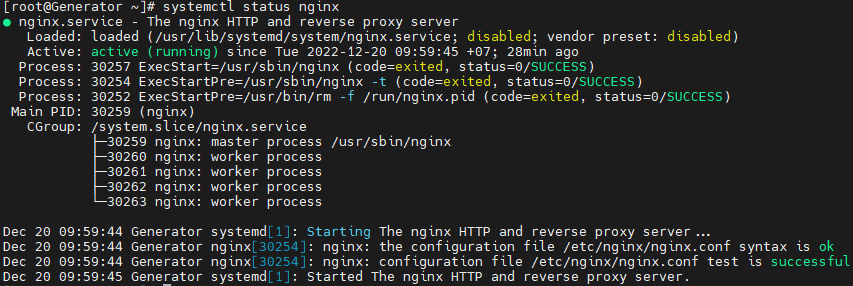 [root@Generator ~]# systemctl status nginx
● nginx.service - The nginx HTTP and reverse proxy server
   Loaded: loaded (/usr/lib/systemd/system/nginx.service; disabled; vendor preset: disabled)
   Active: active (running) since Tue 2022-12-20 09:59:45 +07; 28min ago
  Process: 30257 ExecStart=/usr/sbin/nginx (code=exited, status=0/SUCCESS)
  Process: 30254 ExecStartPre=/usr/sbin/nginx -t (code=exited, status=0/SUCCESS)
  Process: 30252 ExecStartPre=/usr/bin/rm -f /run/nginx.pid (code=exited, status=0/SUCCESS)
 Main PID: 30259 (nginx)
   CGroup: /system.slice/nginx.service
           ├─30259 nginx: master process /usr/sbin/nginx
           ├─30260 nginx: worker process
           ├─30261 nginx: worker process
           ├─30262 nginx: worker process
           └─30263 nginx: worker process
Dec 20 09:59:44 Generator systemd[1]: Starting The nginx HTTP and reverse proxy server...
Dec 20 09:59:44 Generator nginx[30254]: nginx: the configuration file /etc/nginx/nginx.conf syntax is ok
Dec 20 09:59:44 Generator nginx[30254]: nginx: configuration file /etc/nginx/nginx.conf test is successful
Dec 20 09:59:45 Generator systemd[1]: Started The nginx HTTP and reverse proxy server.